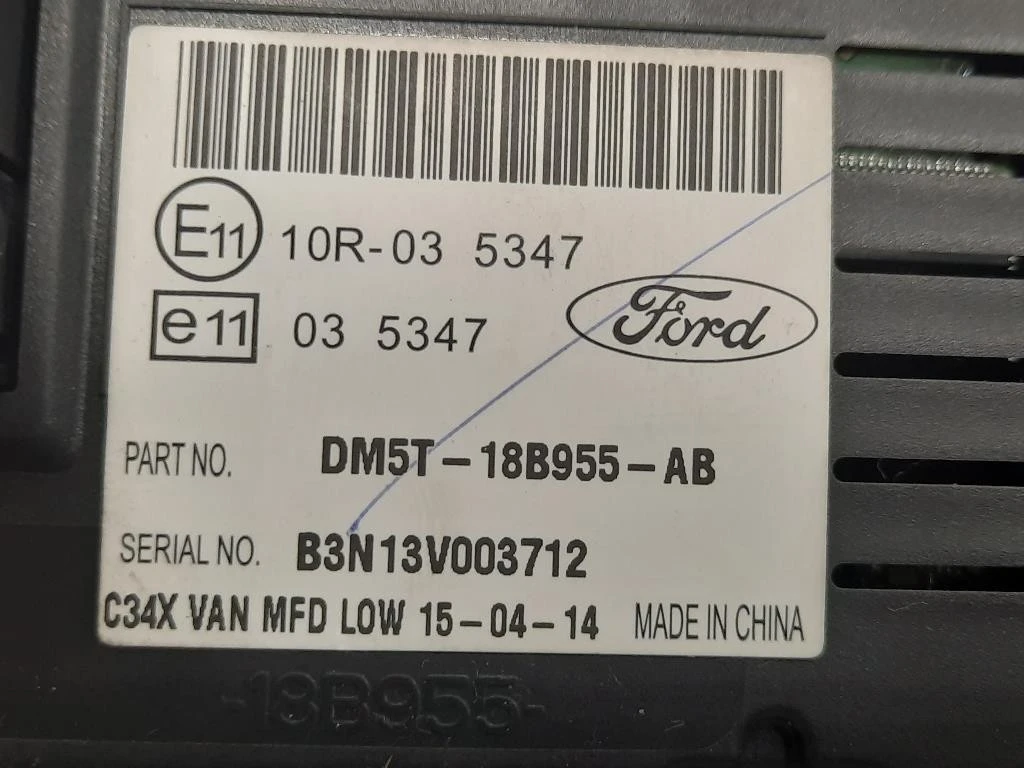 E11 10R-03 5347
e11 03 5347
Ford
PART NO. DM5T-18B955-AB
SERIAL NO. B3N13V003712
C34X VAN MFD LOW 15-04-14 MADE IN CHINA
-18B955-